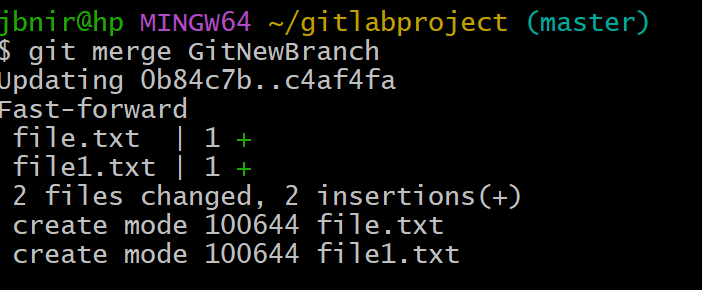 jbnir@hp MINGW64 ~/gitlabproject (master)
$ git merge GitNewBranch
Updating 0b84c7b..c4af4fa
Fast-forward
 file.txt  | 1 +
 file1.txt | 1 +
 2 files changed, 2 insertions(+)
 create mode 100644 file.txt
 create mode 100644 file1.txt